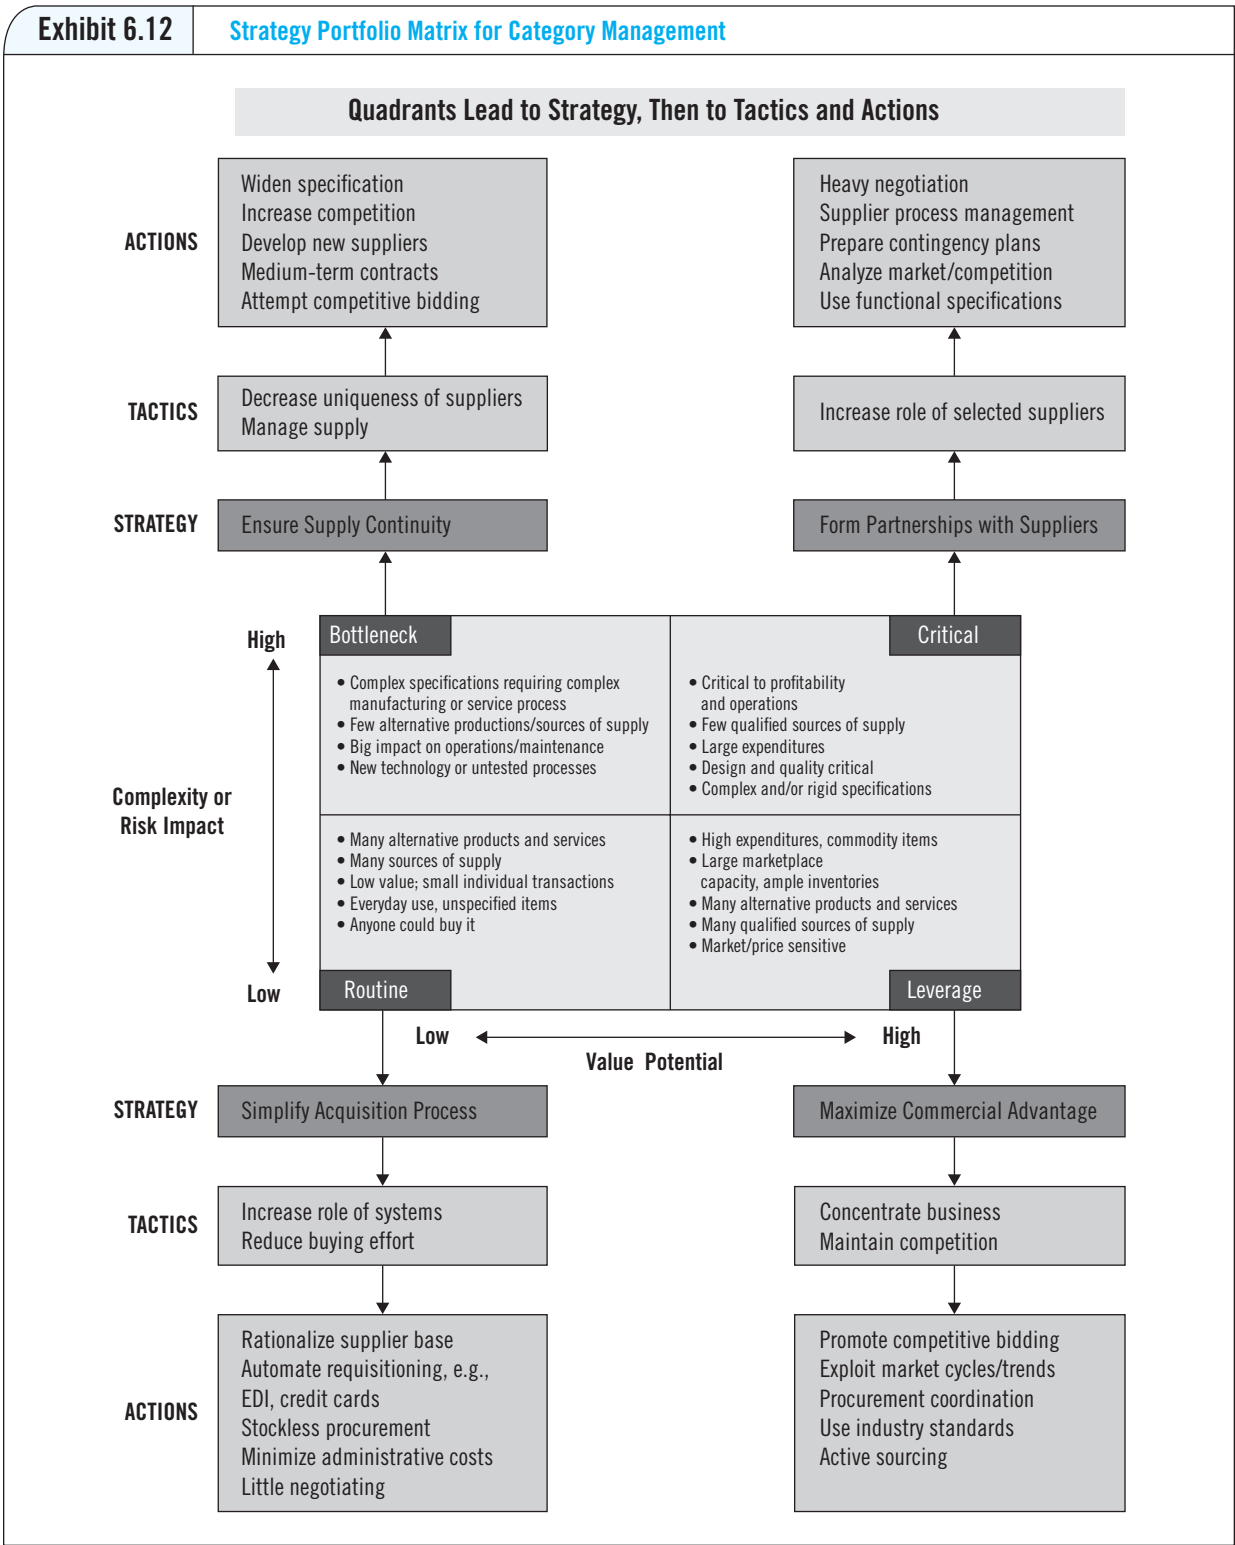 Exhibit 6.12
Strategy Portfolio Matrix for Category Management
Quadrants Lead to Strategy, Then to Tactics and Actions
ACTIONS
Widen specification
Increase competition
Develop new suppliers
Medium-term contracts
Attempt competitive bidding
Heavy negotiation
Supplier process management
Prepare contingency plans
Analyze market/competition
Use functional specifications
TACTICS
Decrease uniqueness of suppliers
Manage supply
Increase role of selected suppliers
STRATEGY
Ensure Supply Continuity
Form Partnerships with Suppliers
High
Complexity or
Risk Impact
Low
Bottleneck
• Complex specifications requiring complex
manufacturing or service process
• Few alternative productions/sources of supply
• Big impact on operations/maintenance
• New technology or untested processes
Critical
• Critical to profitability
and operations
• Few qualified sources of supply
• Large expenditures
• Design and quality critical
• Complex and/or rigid specifications
• Many alternative products and services
• Many sources of supply
• Low value; small individual transactions
• Everyday use, unspecified items
• Anyone could buy it
Routine
• High expenditures, commodity items
• Large marketplace
capacity, ample inventories
• Many alternative products and services
• Many qualified sources of supply
• Market/price sensitive
Leverage
Low
High
Value Potential
STRATEGY
Simplify Acquisition Process
Maximize Commercial Advantage
TACTICS
Increase role of systems
Reduce buying effort
Concentrate business
Maintain competition
ACTIONS
Rationalize supplier base
Automate requisitioning, e.g.,
EDI, credit cards
Stockless procurement
Minimize administrative costs
Little negotiating
Promote competitive bidding
Exploit market cycles/trends
Procurement coordination
Use industry standards
Active sourcing